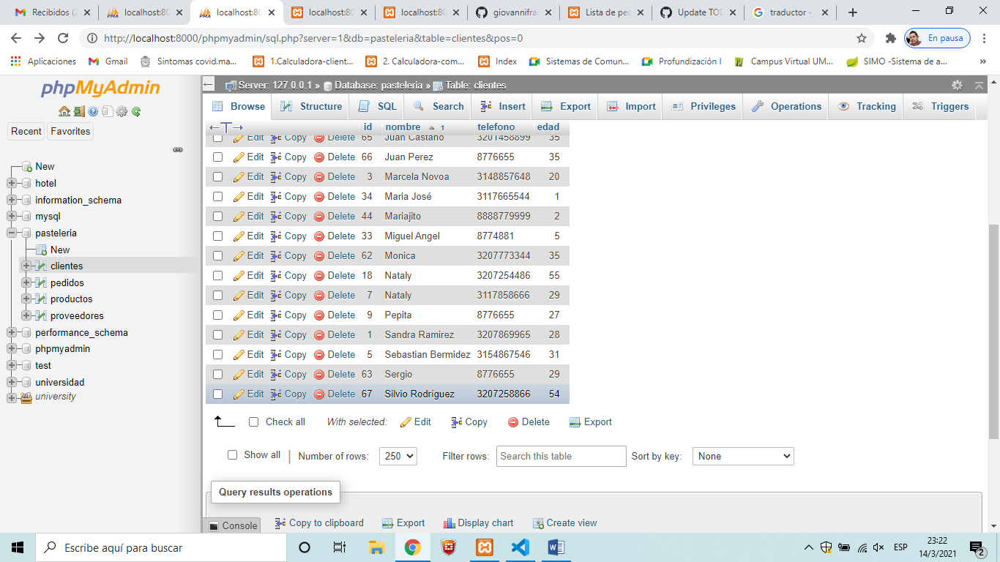 Recibidos (2
localhost:80
localhost:80
localhost:80
localhost:80
giovannifra
Lista de pec
Update TOD
traductor -
http://localhost:8000/phpmyadmin/sql.php?server=1&db=pasteleria&table=clientes&pos=0
En pausa
Aplicaciones Gmail Sintomas covid.ma... 1.Calculadora-client... 2. Calculadora-com... Index Sistemas de Comun... Profundización I Campus Virtual UM... SIMO -Sistema de a... »
phpMyAdmin
Recent Favorites
New
hotel
information_schema
mysql
pasteleria
New
clientes
pedidos
productos
proveedores
performance_schema
phpmyadmin
test
universidad
university
Server: 127.0.0.1 » Database: pasteleria » Table: clientes
Browse Structure SQL Search Insert Export Import Privileges Operations Tracking Triggers
id nombre 1 telefono edad
Edit Copy Delete 65 Juan Castaño 3201458899 35
Edit Copy Delete 66 Juan Perez 8776655 35
Edit Copy Delete 3 Marcela Novoa 3148857648 20
Edit Copy Delete 34 Maria José 3117665544 1
Edit Copy Delete 44 Mariajito 8888779999 2
Edit Copy Delete 33 Miguel Angel 8774881 5
Edit Copy Delete 62 Monica 3207773344 35
Edit Copy Delete 18 Nataly 3207254486 55
Edit Copy Delete 7 Nataly 3117858666 29
Edit Copy Delete 9 Pepita 8776655 27
Edit Copy Delete 1 Sandra Ramirez 3207869965 28
Edit Copy Delete 5 Sebastian Bermidez 3154867546 31
Edit Copy Delete 63 Sergio 8776655 29
Edit Copy Delete 67 Silvio Rodríguez 3207258866 54
Check all With selected: Edit Copy Delete Export
Show all Number of rows: 250 Filter rows: Search this table Sort by key: None
Query results operations
Console Copy to clipboard Export Display chart Create view
Escribe aquí para buscar
ESP
23:22
14/3/2021
2